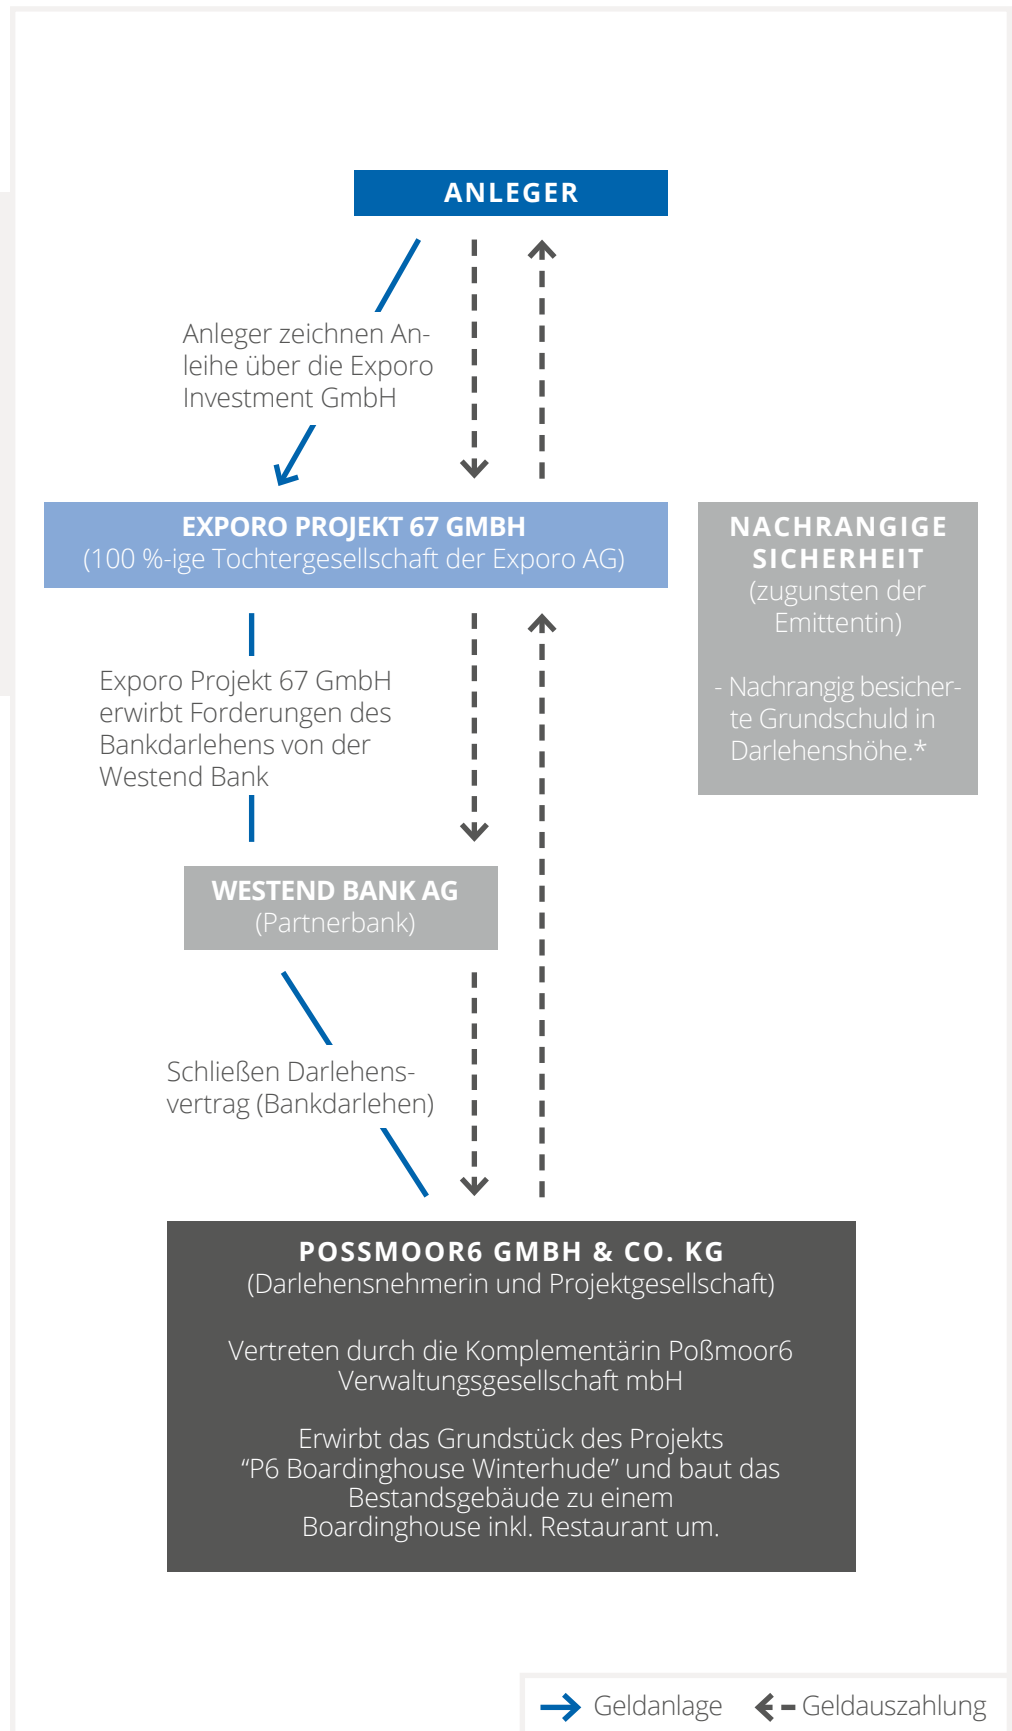 ANLEGER
Anleger zeichnen An-
leihe über die Exporo
Investment GmbH
EXPORO PROJEKT 67 GMBH
(100 %-ige Tochtergesellschaft der Exporo AG)
NACHRANGIGE
SICHERHEIT
(zugunsten der
Emittentin)
- Nachrangig besicher-
te Grundschuld in
Darlehenshöhe.*
Exporo Projekt 67 GmbH
erwirbt Forderungen des
Bankdarlehens von der
Westend Bank
WESTEND BANK AG
(Partnerbank)
Schließen Darlehens-
vertrag (Bankdarlehen)
POSSMOOR6 GMBH & CO. KG
(Darlehensnehmerin und Projektgesellschaft)
Vertreten durch die Komplementärin Poßmoor6
Verwaltungsgesellschaft mbH
Erwirbt das Grundstück des Projekts
“P6 Boardinghouse Winterhude” und baut das
Bestandsgebäude zu einem
Boardinghouse inkl. Restaurant um.
Geldanlage
Geldauszahlung